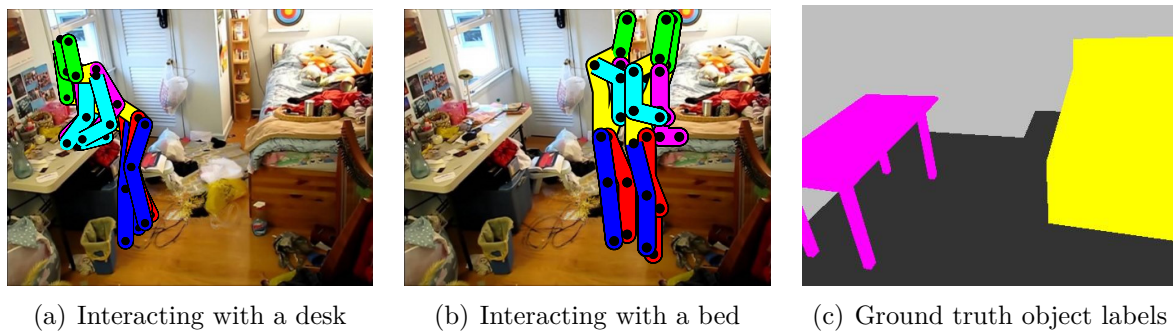 (a) Interacting with a desk
(b) Interacting with a bed
(c) Ground truth object labels